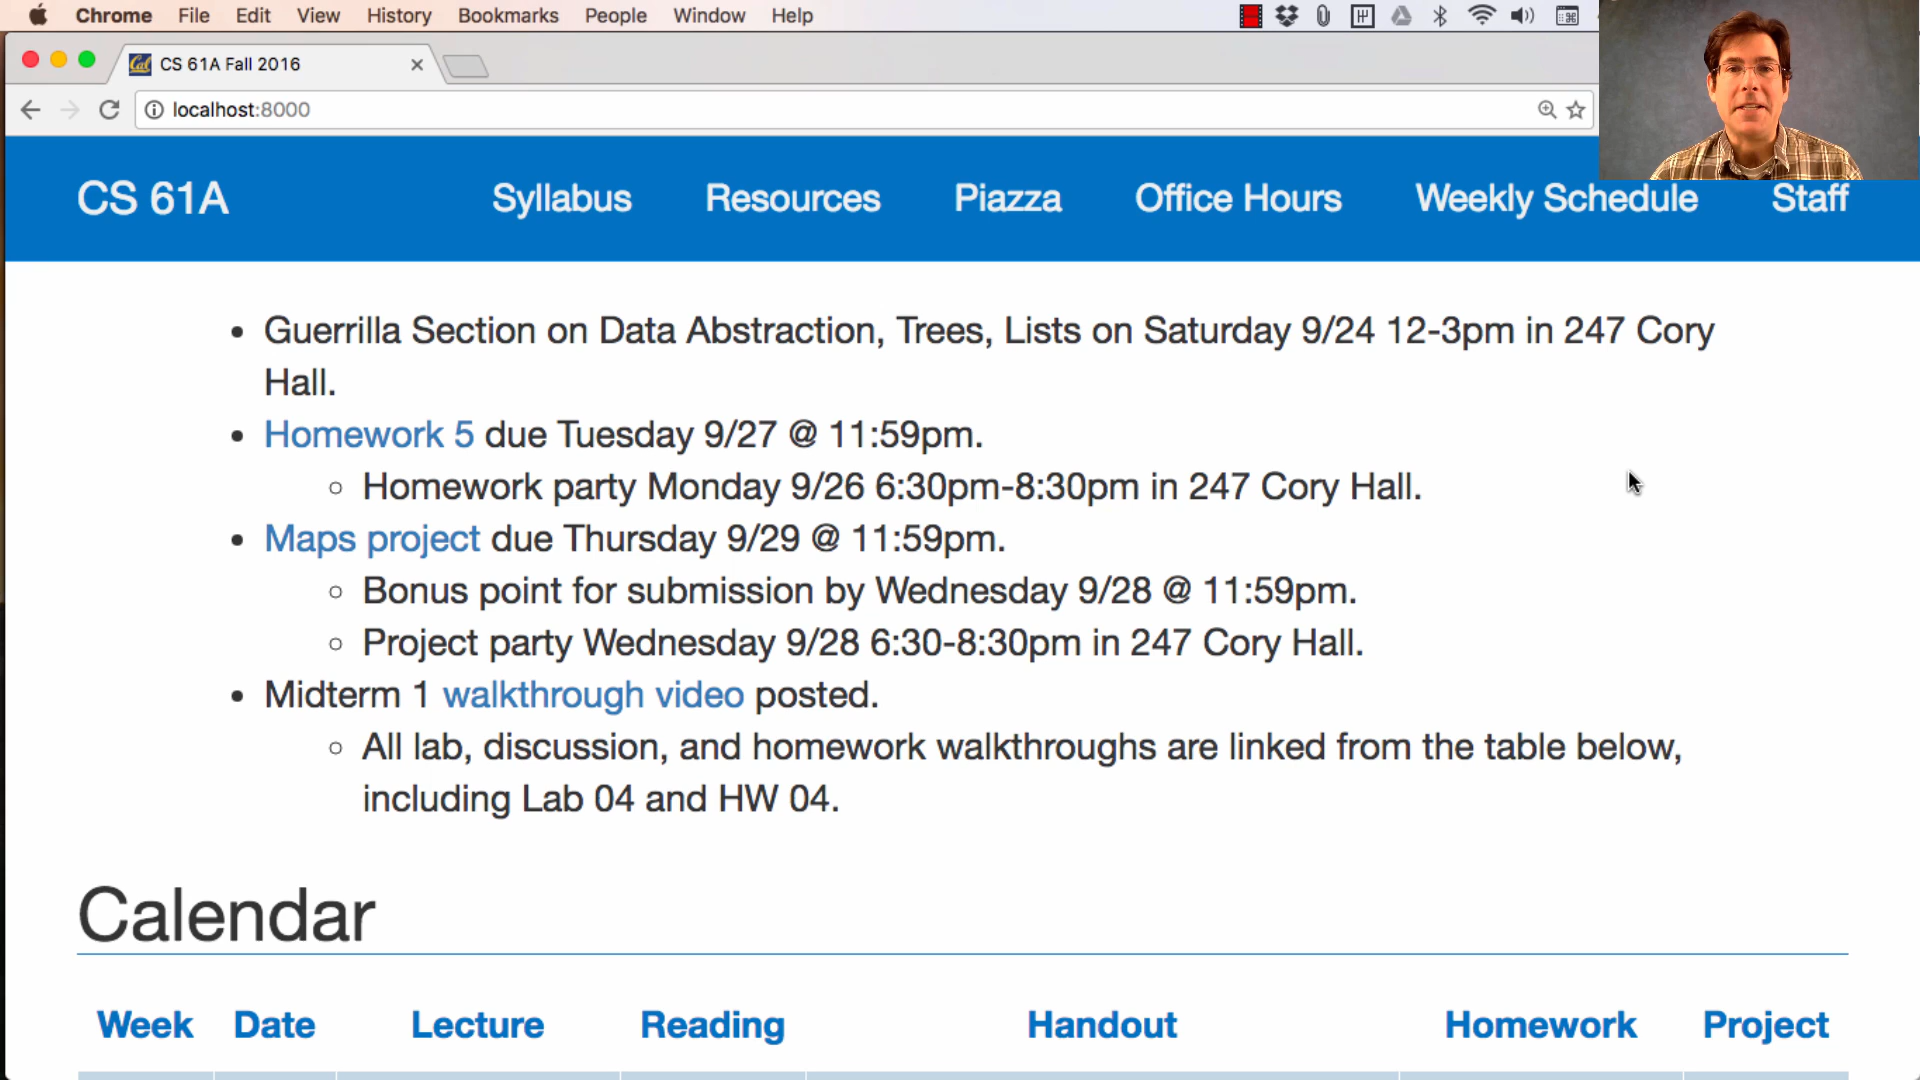 Chrome File Edit View History Bookmarks People Window Help
CS 61A Fall 2016
localhost:8000
CS 61A Syllabus Resources Piazza Office Hours Weekly Schedule Staff
Guerrilla Section on Data Abstraction, Trees, Lists on Saturday 9/24 12-3pm in 247 Cory
Hall.
Homework 5 due Tuesday 9/27 @ 11:59pm.
Homework party Monday 9/26 6:30pm-8:30pm in 247 Cory Hall.
Maps project due Thursday 9/29 @ 11:59pm.
Bonus point for submission by Wednesday 9/28 @ 11:59pm.
Project party Wednesday 9/28 6:30-8:30pm in 247 Cory Hall.
Midterm 1 walkthrough video posted.
All lab, discussion, and homework walkthroughs are linked from the table below,
including Lab 04 and HW 04.
Calendar
Week Date Lecture Reading Handout Homework Project